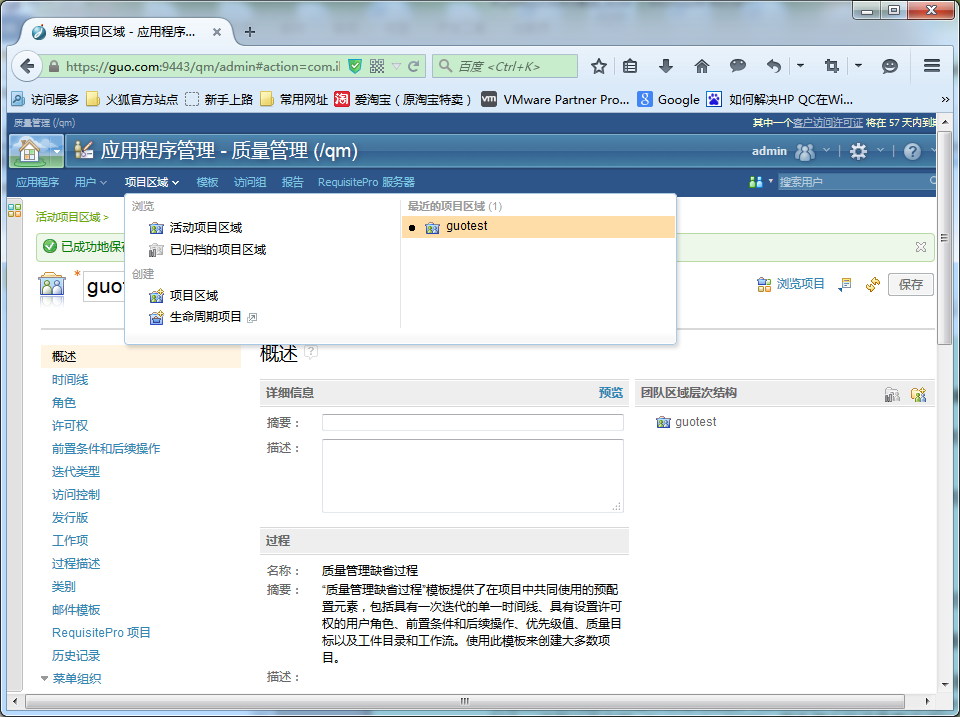 编辑项目区域 - 应用程序...
https://guo.com:9443/qm/admin#action=com.il
百度 <Ctrl+K>
访问最多 火狐官方站点 新手上路 常用网址 淘 爱淘宝（原淘宝特卖） vm VMware Partner Pro... 8 Google 如何解决HP QC在Wi... »
质量管理 (/qm) 其中一个客户访问许可证 将在 57 天内到
应用程序管理 - 质量管理 (/qm) admin
应用程序 用户 项目区域 模板 访问组 报告 RequisitePro 服务器 搜索用户
活动项目区域 >
浏览
活动项目区域
已归档的项目区域
创建
项目区域
生命周期项目
最近的项目区域 (1)
guotest
已成功地保存
* guot
浏览项目 保存
概述
时间线
角色
许可权
前置条件和后续操作
迭代类型
访问控制
发行版
工作项
过程描述
类别
邮件模板
RequisitePro 项目
历史记录
菜单组织
概述 ?
详细信息 预览
摘要：
描述：
过程
名称： 质量管理缺省过程
摘要： “质量管理缺省过程”模板提供了在项目中共同使用的预配
置元素，包括具有一次迭代的单一时间线、具有设置许可
权的用户角色、前置条件和后续操作、优先级值、质量目
标以及工件目录和工作流。使用此模板来创建大多数项
目。
描述：
团队区域层次结构
guotest